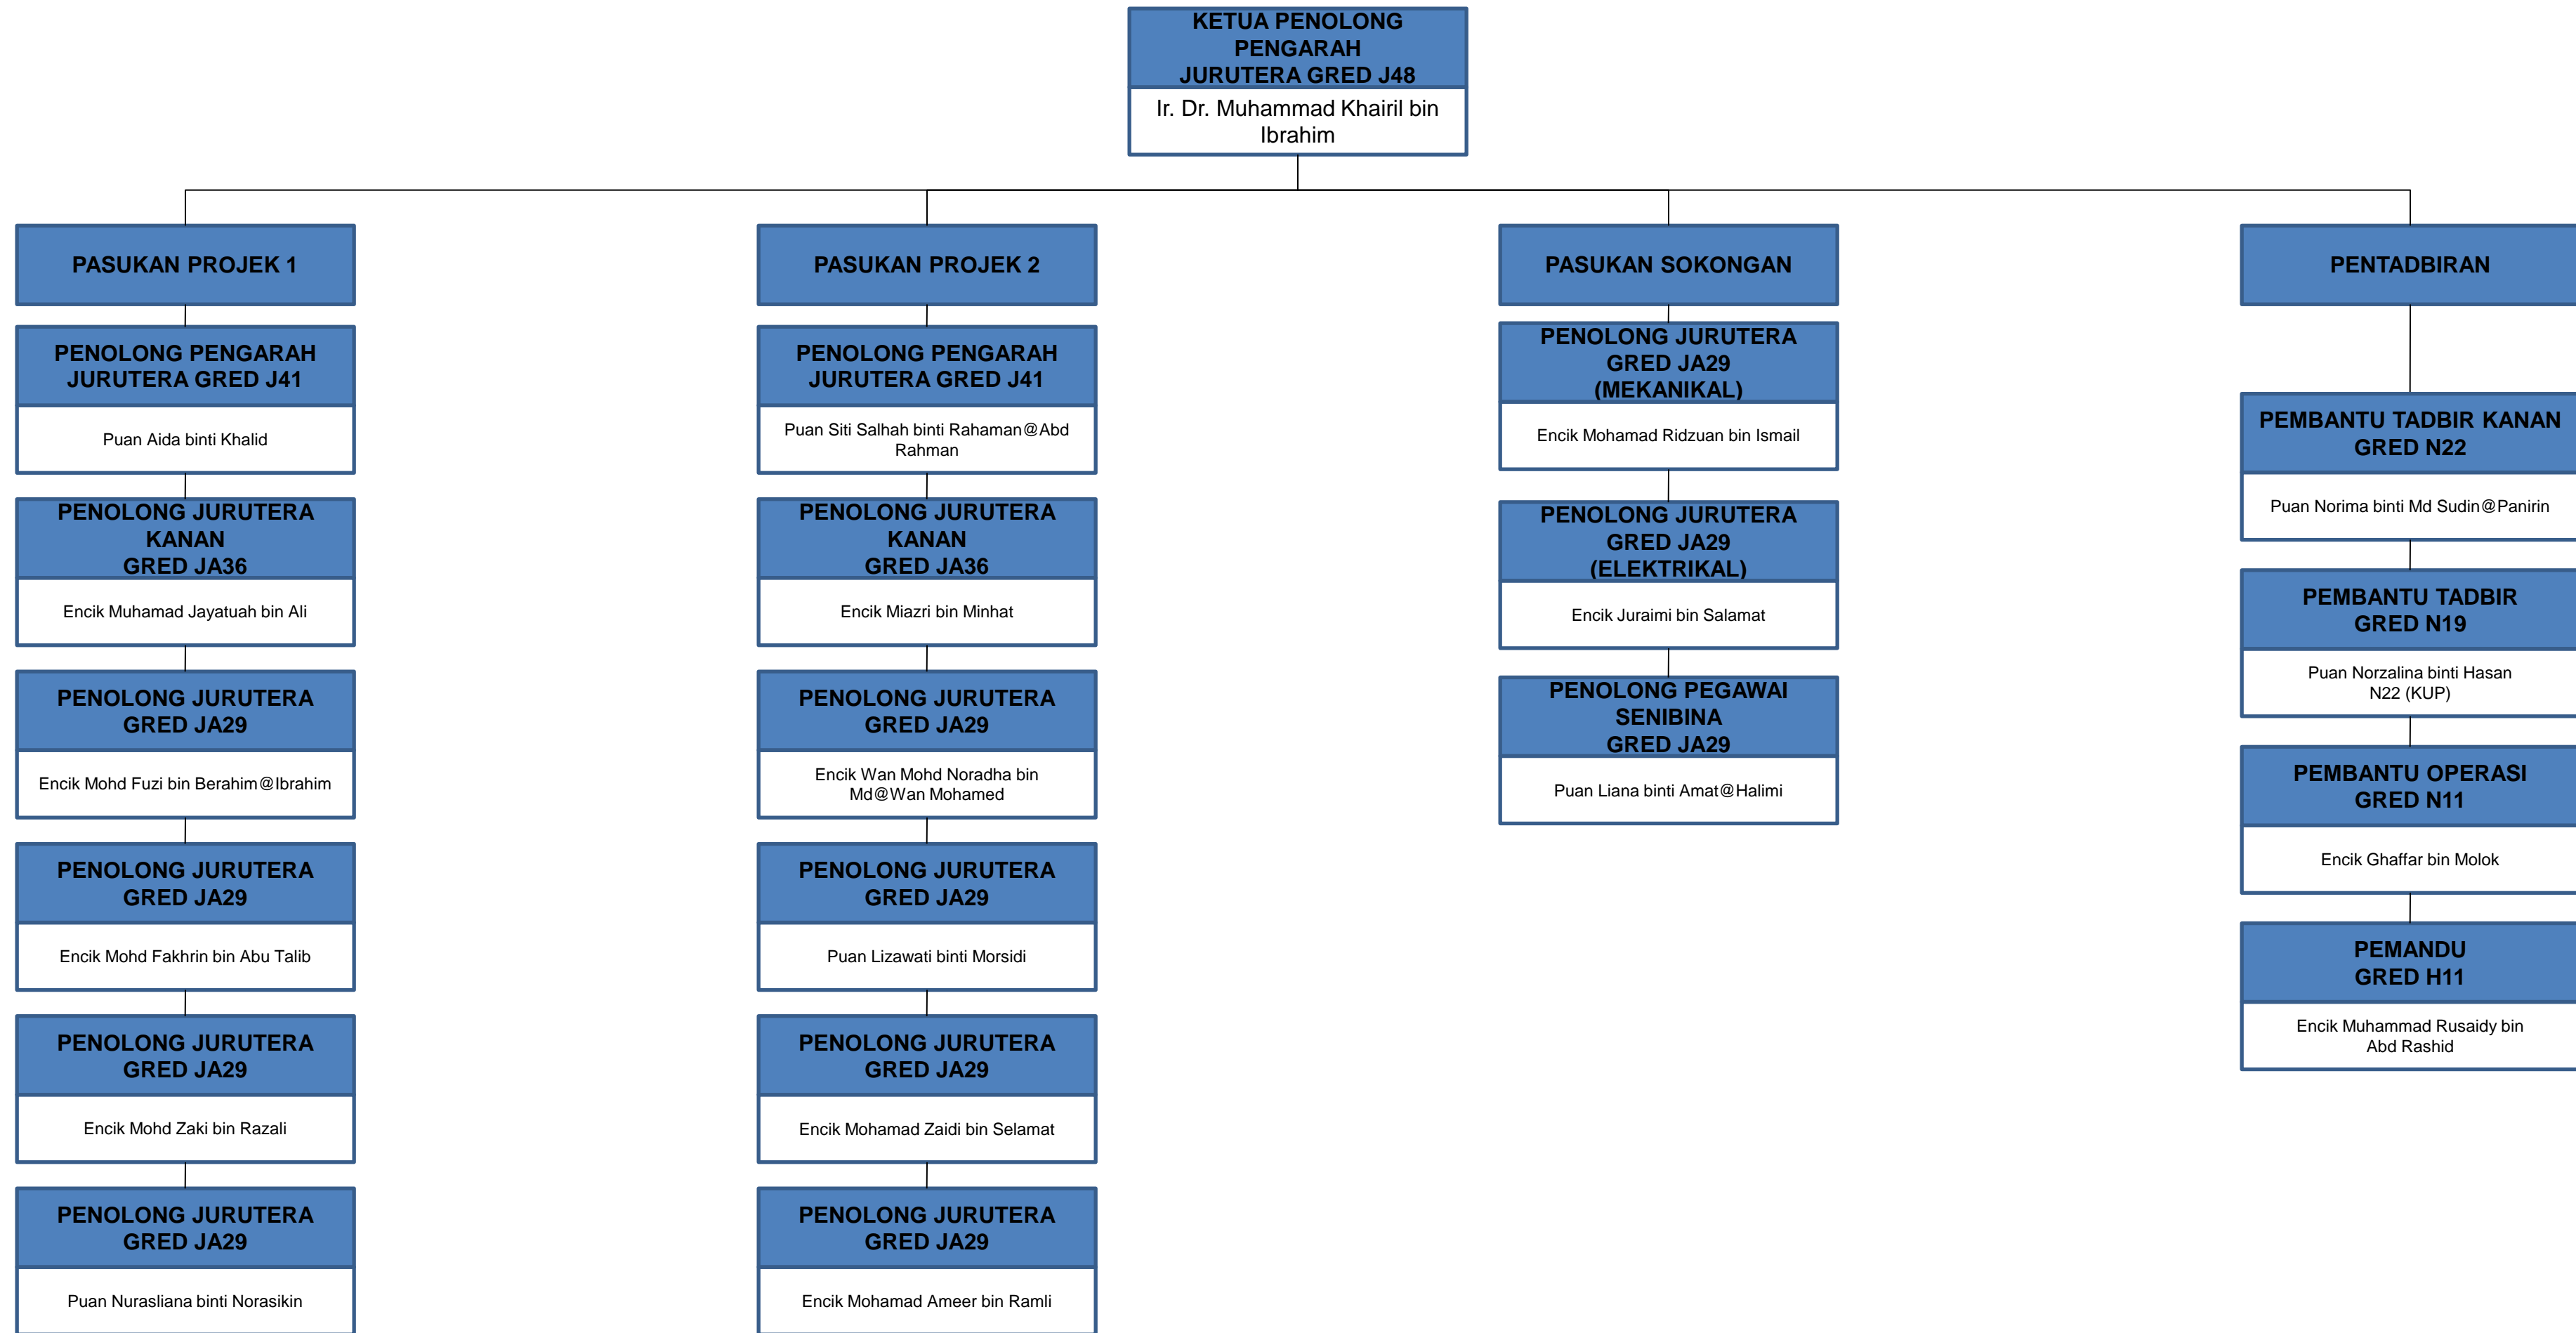 KETUA PENOLONG
PENGARAH
JURUTERA GRED J48
Ir. Dr. Muhammad Khairil bin
Ibrahim
PASUKAN PROJEK 1
PENOLONG PENGARAH
JURUTERA GRED J41
Puan Aida binti Khalid
PENOLONG JURUTERA
KANAN
GRED JA36
Encik Muhamad Jayatuah bin Ali
PENOLONG JURUTERA
GRED JA29
Encik Mohd Fuzi bin Berahim@Ibrahim
PENOLONG JURUTERA
GRED JA29
Encik Mohd Fakhrin bin Abu Talib
PENOLONG JURUTERA
GRED JA29
Encik Mohd Zaki bin Razali
PENOLONG JURUTERA
GRED JA29
Puan Nurasliana binti Norasikin
PASUKAN PROJEK 2
PENOLONG PENGARAH
JURUTERA GRED J41
Puan Siti Salhah binti Rahaman@Abd
Rahman
PENOLONG JURUTERA
KANAN
GRED JA36
Encik Miazri bin Minhat
PENOLONG JURUTERA
GRED JA29
Encik Wan Mohd Noradha bin
Md@Wan Mohamed
PENOLONG JURUTERA
GRED JA29
Puan Lizawati binti Morsidi
PENOLONG JURUTERA
GRED JA29
Encik Mohamad Zaidi bin Selamat
PENOLONG JURUTERA
GRED JA29
Encik Mohamad Ameer bin Ramli
PASUKAN SOKONGAN
PENOLONG JURUTERA
GRED JA29
(MEKANIKAL)
Encik Mohamad Ridzuan bin Ismail
PENOLONG JURUTERA
GRED JA29
(ELEKTRIKAL)
Encik Juraimi bin Salamat
PENOLONG PEGAWAI
SENIBINA
GRED JA29
Puan Liana binti Amat@Halimi
PENTADBIRAN
PEMBANTU TADBIR KANAN
GRED N22
Puan Norima binti Md Sudin@Panirin
PEMBANTU TADBIR
GRED N19
Puan Norzalina binti Hasan
N22 (KUP)
PEMBANTU OPERASI
GRED N11
Encik Ghaffar bin Molok
PEMANDU
GRED H11
Encik Muhammad Rusaidy bin
Abd Rashid